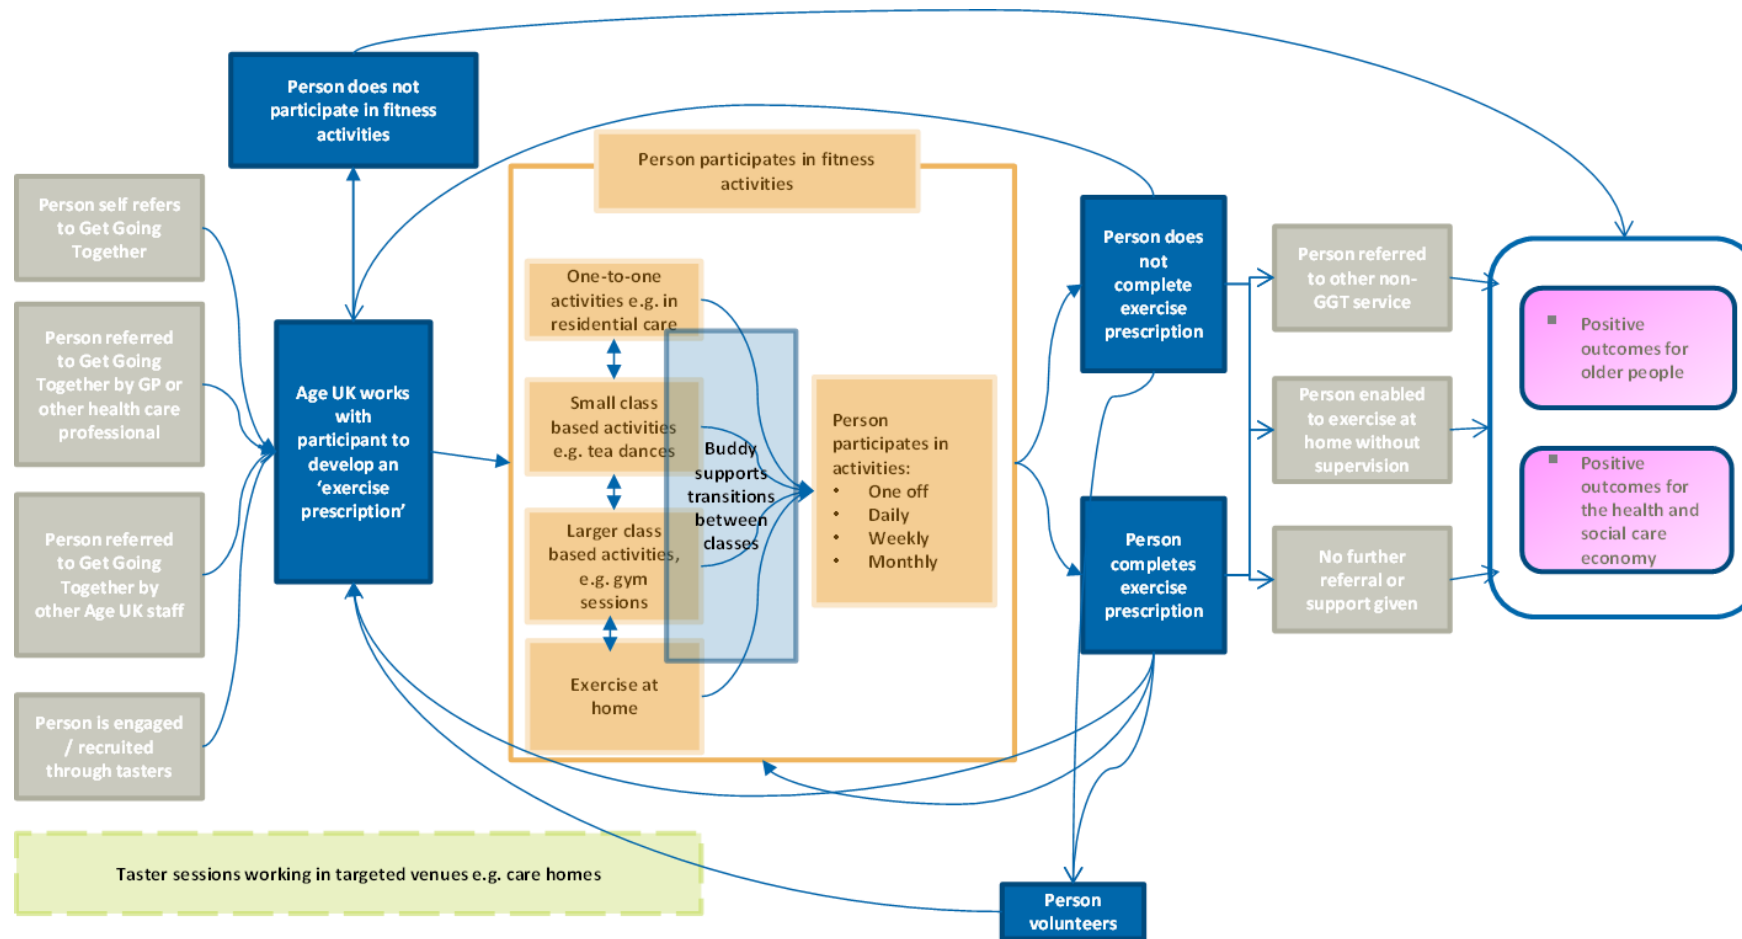 Person does not
participate in fitness
activities
Person participates in fitness
activities
Person self refers
to Get Going
Together
Person referred
to Get Going
Together by GP or
other health care
professional
Person referred
to Get Going
Together by
other Age UK staff
Person is engaged
/ recruited
through tasters
Age UK works
with
participant to
develop an
‘exercise
prescription’
One-to-one
activities e.g. in
residential care
Small class
based activities
e.g. tea dances
Larger class
based activities,
e.g. gym
sessions
Exercise at
home
Buddy
supports
transitions
between
classes
Person
participates in
activities:
• One off
• Daily
• Weekly
• Monthly
Person does
not
complete
exercise
prescription
Person
completes
exercise
prescription
Person referred
to other non-
GGT service
Person enabled
to exercise at
home without
supervision
No further
referral or
support given
▪ Positive
outcomes for
older people
▪ Positive
outcomes for
the health and
social care
economy
Taster sessions working in targeted venues e.g. care homes
Person
volunteers